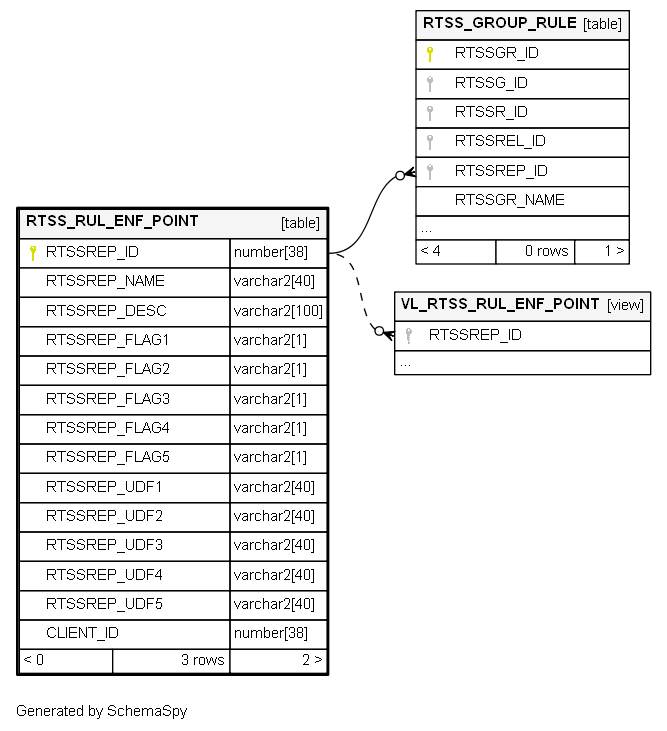 RTSS_GROUP_RULE [table]
RTSSGR_ID
RTSSG_ID
RTSSR_ID
RTSSREL_ID
RTSSREP_ID
RTSSGR_NAME
...
< 4 0 rows 1 >
RTSS_RUL_ENF_POINT [table]
RTSSREP_ID number[38]
RTSSREP_NAME varchar2[40]
RTSSREP_DESC varchar2[100]
RTSSREP_FLAG1 varchar2[1]
RTSSREP_FLAG2 varchar2[1]
RTSSREP_FLAG3 varchar2[1]
RTSSREP_FLAG4 varchar2[1]
RTSSREP_FLAG5 varchar2[1]
RTSSREP_UDF1 varchar2[40]
RTSSREP_UDF2 varchar2[40]
RTSSREP_UDF3 varchar2[40]
RTSSREP_UDF4 varchar2[40]
RTSSREP_UDF5 varchar2[40]
CLIENT_ID number[38]
< 0 3 rows 2 >
VL_RTSS_RUL_ENF_POINT [view]
RTSSREP_ID
...
Generated by SchemaSpy